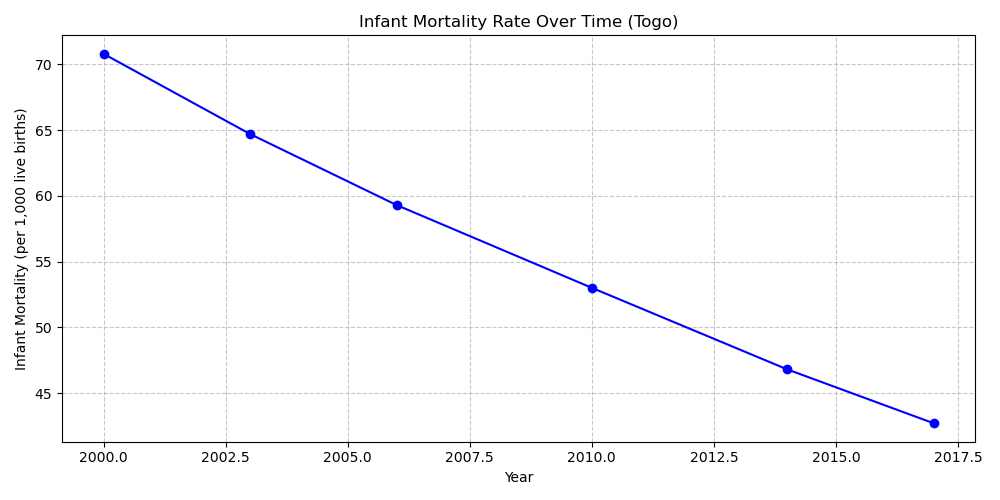 Infant Mortality Rate Over Time (Togo)
Infant Mortality (per 1,000 live births)
70
65
60
55
50
45
2000.0 2002.5 2005.0 2007.5 2010.0 2012.5 2015.0 2017.5
Year